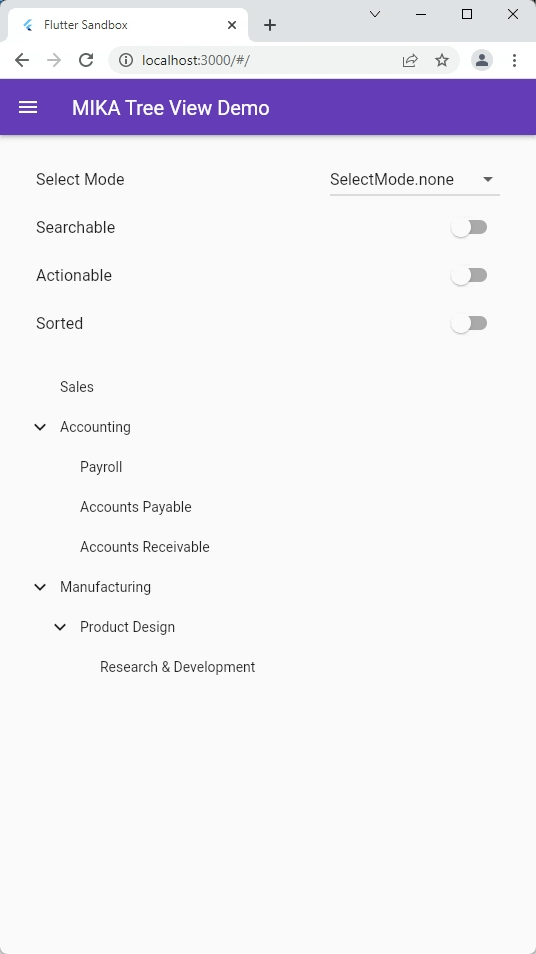 Flutter Sandbox
localhost:3000/#/
MIKA Tree View Demo
Select Mode SelectMode.none
Searchable
Actionable
Sorted
Sales
Accounting
Payroll
Accounts Payable
Accounts Receivable
Manufacturing
Product Design
Research & Development